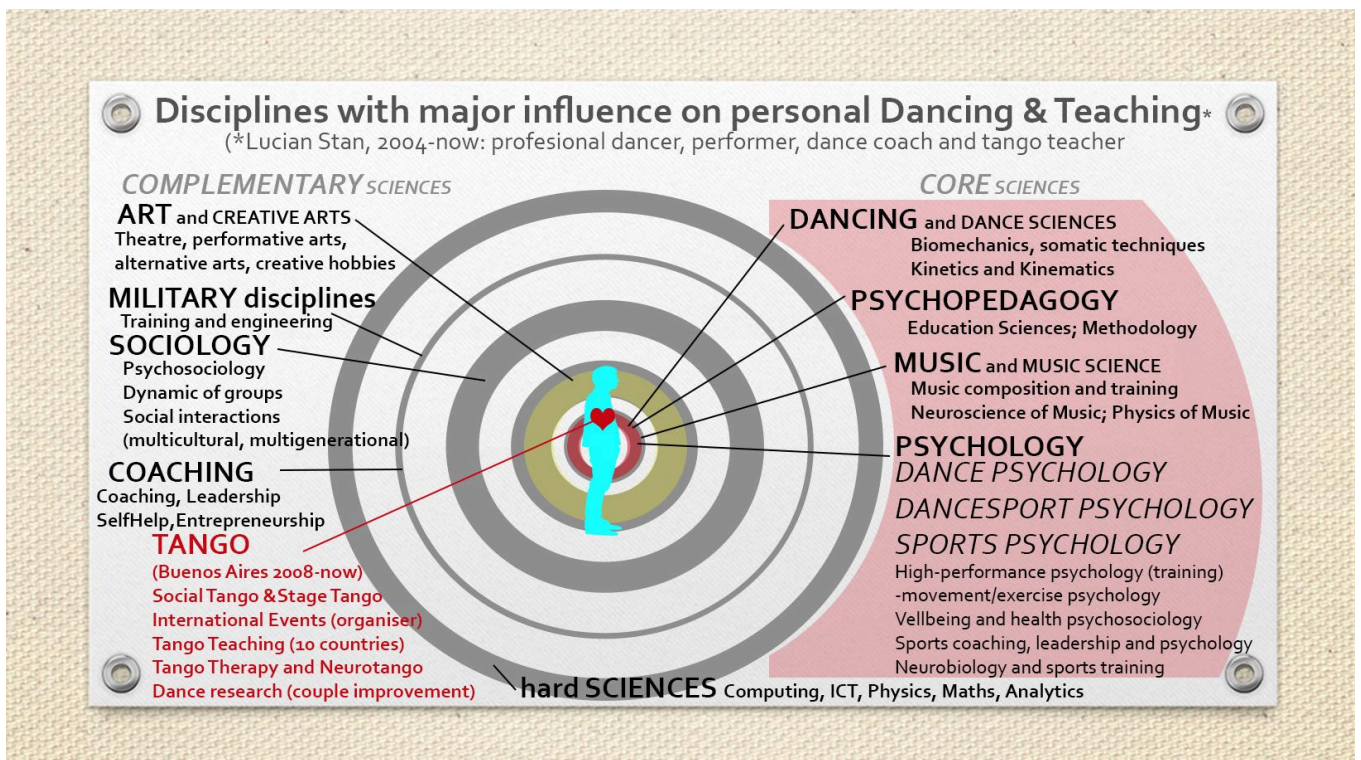 Disciplines with major influence on personal Dancing & Teaching*
(*Lucian Stan, 2004-now: profesional dancer, performer, dance coach and tango teacher
COMPLEMENTARY SCIENCES
ART and CREATIVE ARTS
Theatre, performative arts,
alternative arts, creative hobbies
MILITARY disciplines
Training and engineering
SOCIOLOGY
Psychosociology
Dynamic of groups
Social interactions
(multicultural, multigenerational)
COACHING
Coaching, Leadership
SelfHelp,Entrepreneurship
TANGO
(Buenos Aires 2008-now)
Social Tango &Stage Tango
International Events (organiser)
Tango Teaching (10 countries)
Tango Therapy and Neurotango
Dance research (couple improvement)
CORE SCIENCES
DANCING and DANCE SCIENCES
Biomechanics, somatic techniques
Kinetics and Kinematics
PSYCHOPEDAGOGY
Education Sciences; Methodology
MUSIC and MUSIC SCIENCE
Music composition and training
Neuroscience of Music; Physics of Music
PSYCHOLOGY
DANCE PSYCHOLOGY
DANCESPORT PSYCHOLOGY
SPORTS PSYCHOLOGY
High-performance psychology (training)
-movement/exercise psychology
Vellbeing and health psychosociology
Sports coaching, leadership and psychology
Neurobiology and sports training
hard SCIENCES Computing, ICT, Physics, Maths, Analytics